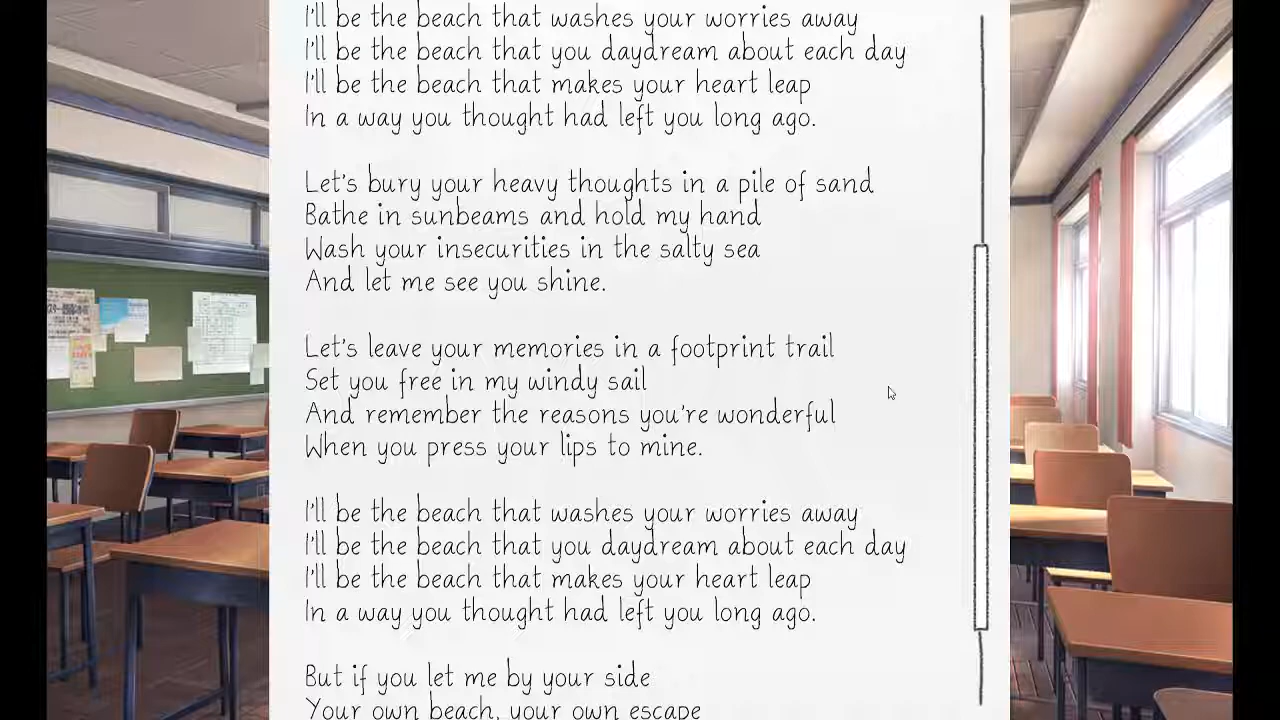 I'll be the beach that washes your worries away
I'll be the beach that you daydream about each day
I'll be the beach that makes your heart leap
In a way you thought had left you long ago.
Let's bury your heavy thoughts in a pile of sand
Bathe in sunbeams and hold my hand
Wash your insecurities in the salty sea
And let me see you shine.
Let's leave your memories in a footprint trail
Set you free in my windy sail
And remember the reasons you're wonderful
When you press your lips to mine.
I'll be the beach that washes your worries away
I'll be the beach that you daydream about each day
I'll be the beach that makes your heart leap
In a way you thought had left you long ago.
But if you let me by your side
Your own beach, your own escape